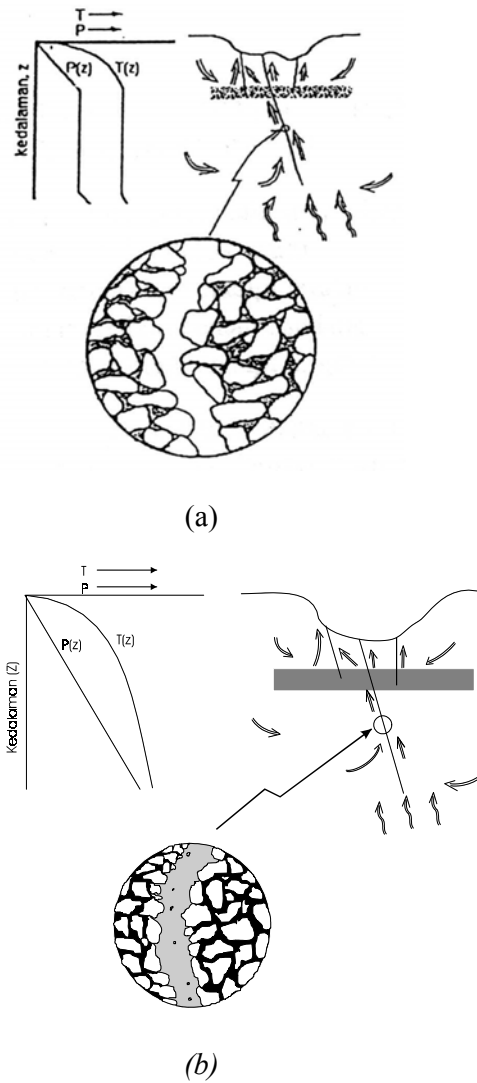 T
P
P(z)
T(z)
kedalaman, z
(a)
T
P
P(z)
T(z)
Kedalaman (Z)
(b)